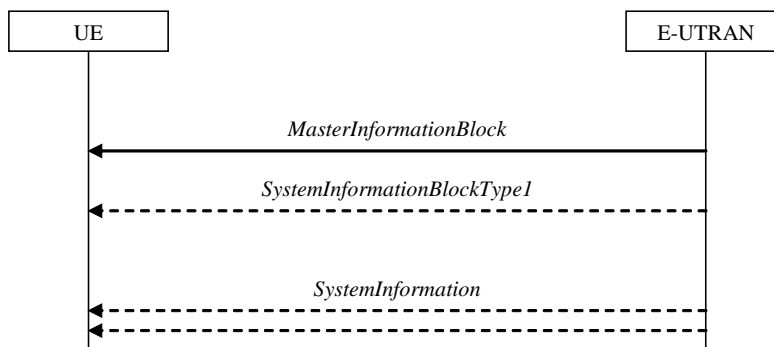 UE
E-UTRAN
MasterInformationBlock
SystemInformationBlockType1
SystemInformation